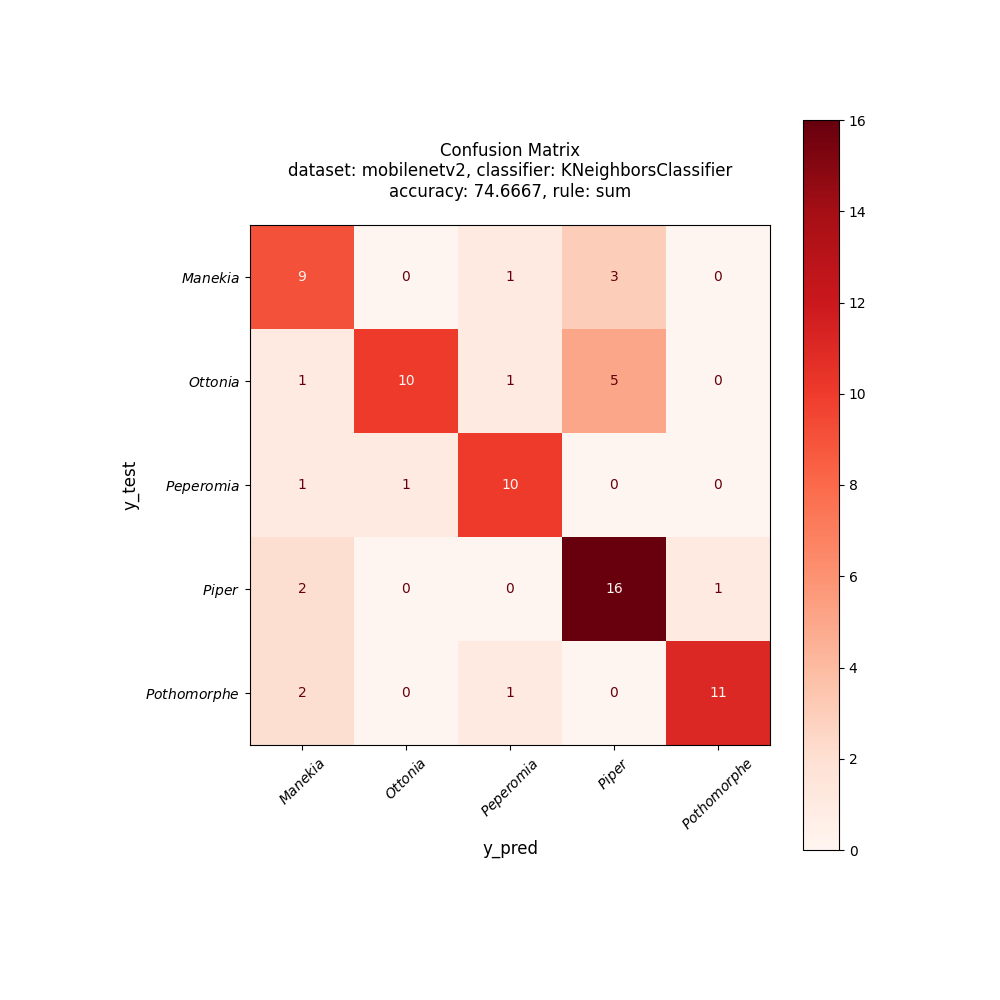 Confusion Matrix
dataset: mobilenetv2, classifier: KNeighborsClassifier
accuracy: 74.6667, rule: sum
16
14
12
10
8
6
4
2
0
y_test
Manekia 9 0 1 3 0
Ottonia 1 10 1 5 0
Peperomia 1 1 10 0 0
Piper 2 0 0 16 1
Pothomorphe 2 0 1 0 11
Manekia Ottonia Peperomia Piper Pothomorphe
y_pred